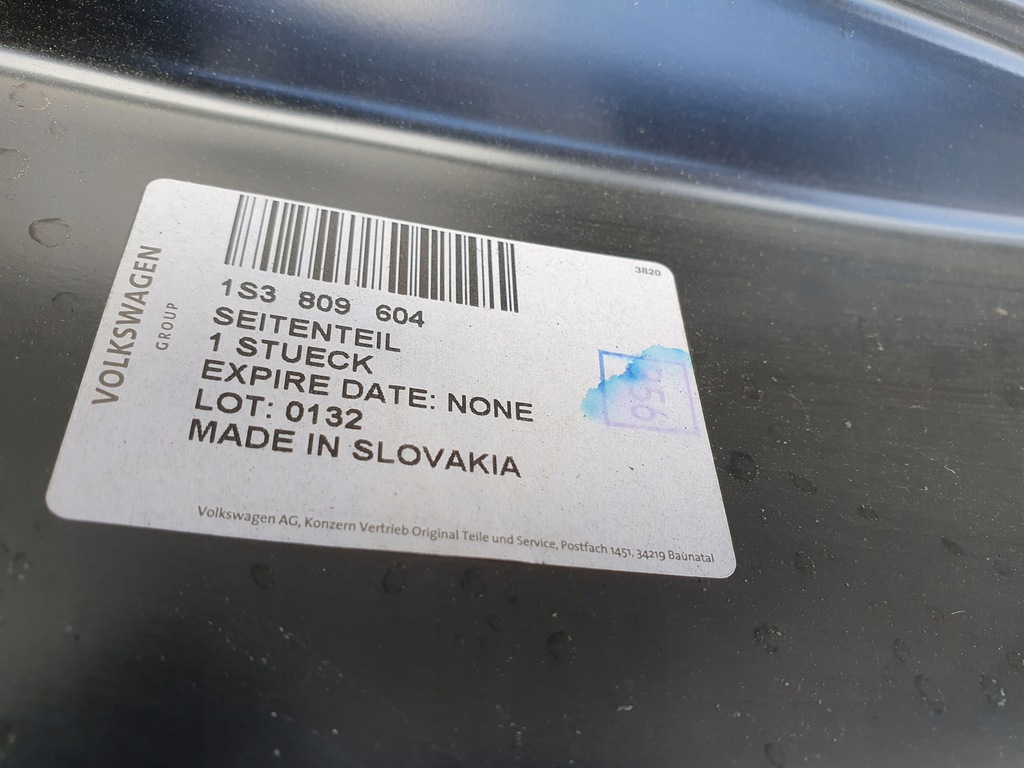 3820
VOLKSWAGEN
GROUP
1S3 809 604
SEITENTEIL
1 STUECK
EXPIRE DATE: NONE
LOT: 0132
MADE IN SLOVAKIA
Volkswagen AG, Konzern Vertrieb Original Teile und Service, Postfach 1451, 34219 Baunatal